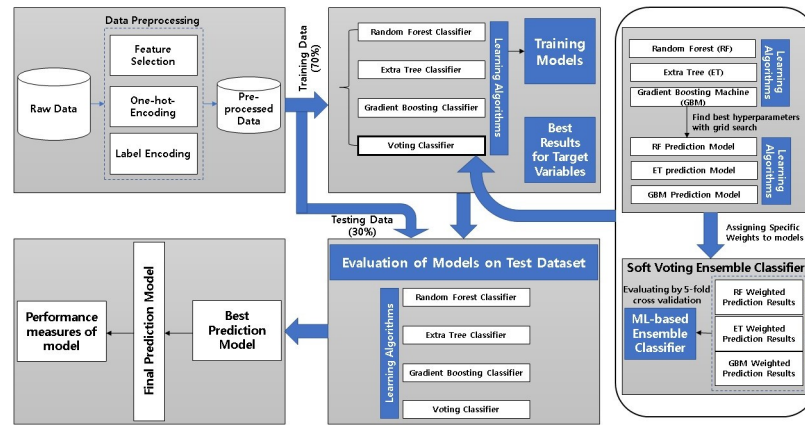 Data Preprocessing
Raw Data
Feature
Selection
One-hot-
Encoding
Label Encoding
Pre-
processed
Data
Training Data
(70%)
Random Forest Classifier
Extra Tree Classifier
Gradient Boosting Classifier
Voting Classifier
Learning Algorithms
Training
Models
Best
Results
for Target
Variables
Random Forest (RF)
Extra Tree (ET)
Gradient Boosting Machine
(GBM)
Learning
Algorithms
Find best hyperparameters
with grid search
RF Prediction Model
ET prediction Model
GBM Prediction Model
Learning
Algorithms
Assigning Specific
Weights to models
Soft Voting Ensemble Classifier
Evaluating by 5-fold
cross validation
ML-based
Ensemble
Classifier
RF Weighted
Prediction Results
ET Weighted
Prediction Results
GBM Weighted
Prediction Results
Testing Data
(30%)
Evaluation of Models on Test Dataset
Learning Algorithms
Random Forest Classifier
Extra Tree Classifier
Gradient Boosting Classifier
Voting Classifier
Best
Prediction
Model
Final Prediction Model
Performance
measures of
model